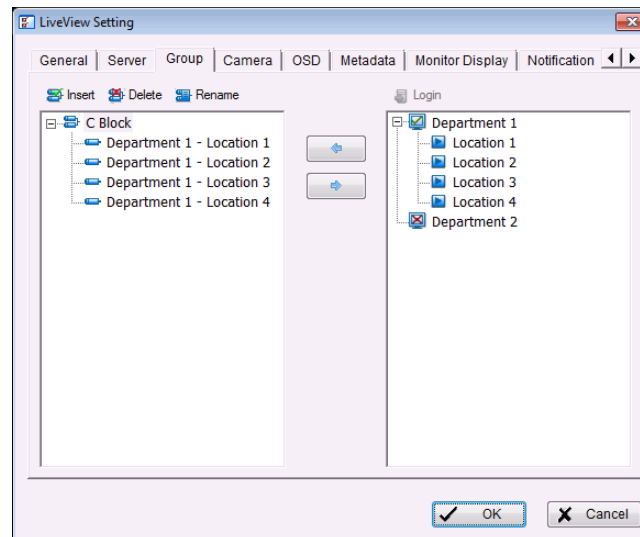 LiveView Setting
General Server Group Camera OSD Metadata Monitor Display Notification
Insert Delete Rename
Login
C Block
Department 1 - Location 1
Department 1 - Location 2
Department 1 - Location 3
Department 1 - Location 4
Department 1
Location 1
Location 2
Location 3
Location 4
Department 2
OK Cancel